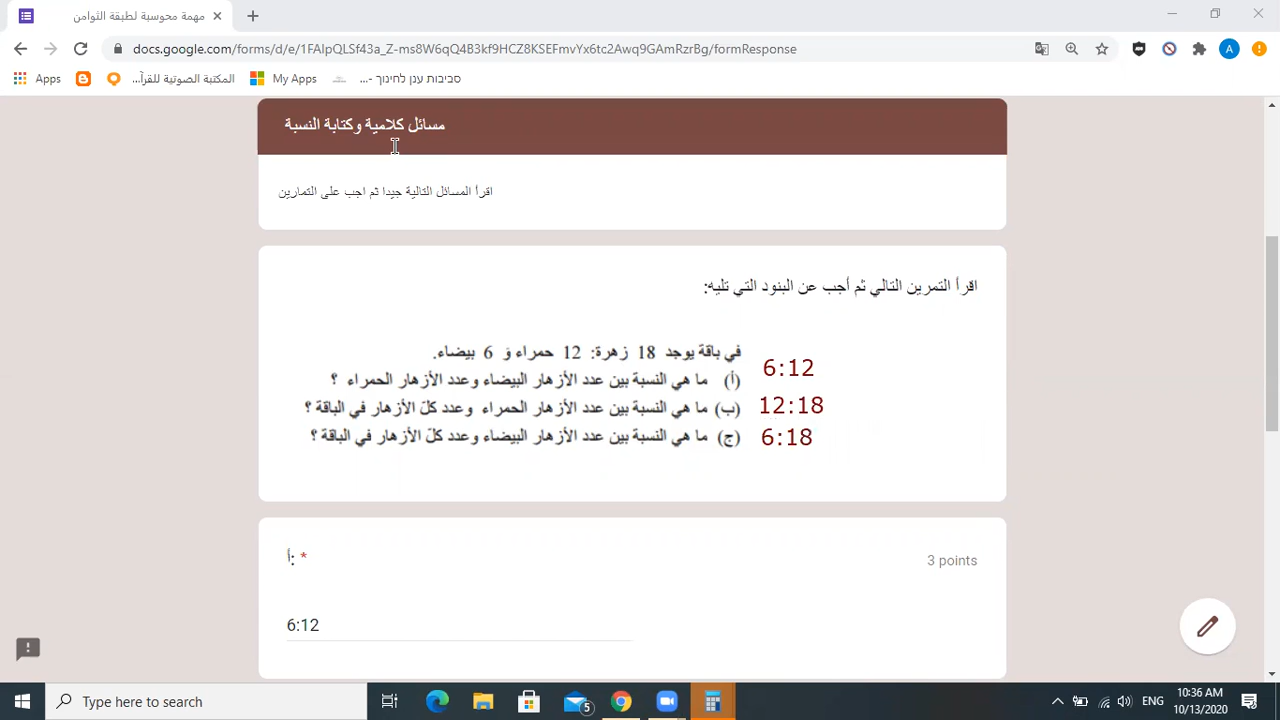 مهمة محوسبة لطبقة الثوامن
docs.google.com/forms/d/e/1FAIpQLSf43a_Z-ms8W6qQ4B3kf9HCZ8KSEFmvYx6tc2Awq9GAmRzrBg/formResponse
Apps
المكتبة الصوتية للقرآ...
My Apps
סביבות ענן לחינוך -...
مسائل كلامية وكتابة النسبة
اقرأ المسائل التالية جيدا ثم اجب على التمارين
اقرأ التمرين التالي ثم أجب عن البنود التي تليه:
في باقة يوجد 18 زهرة: 12 حمراء وَ 6 بيضاء.
(أ) ما هي النسبة بين عدد الأزهار البيضاء وعدد الأزهار الحمراء ؟ 6:12
(ب) ما هي النسبة بين عدد الأزهار الحمراء وعدد كلّ الأزهار في الباقة ؟ 12:18
(ج) ما هي النسبة بين عدد الأزهار البيضاء وعدد كلّ الأزهار في الباقة ؟ 6:18
أ: *
3 points
6:12
Type here to search
5
ENG
10:36 AM
10/13/2020